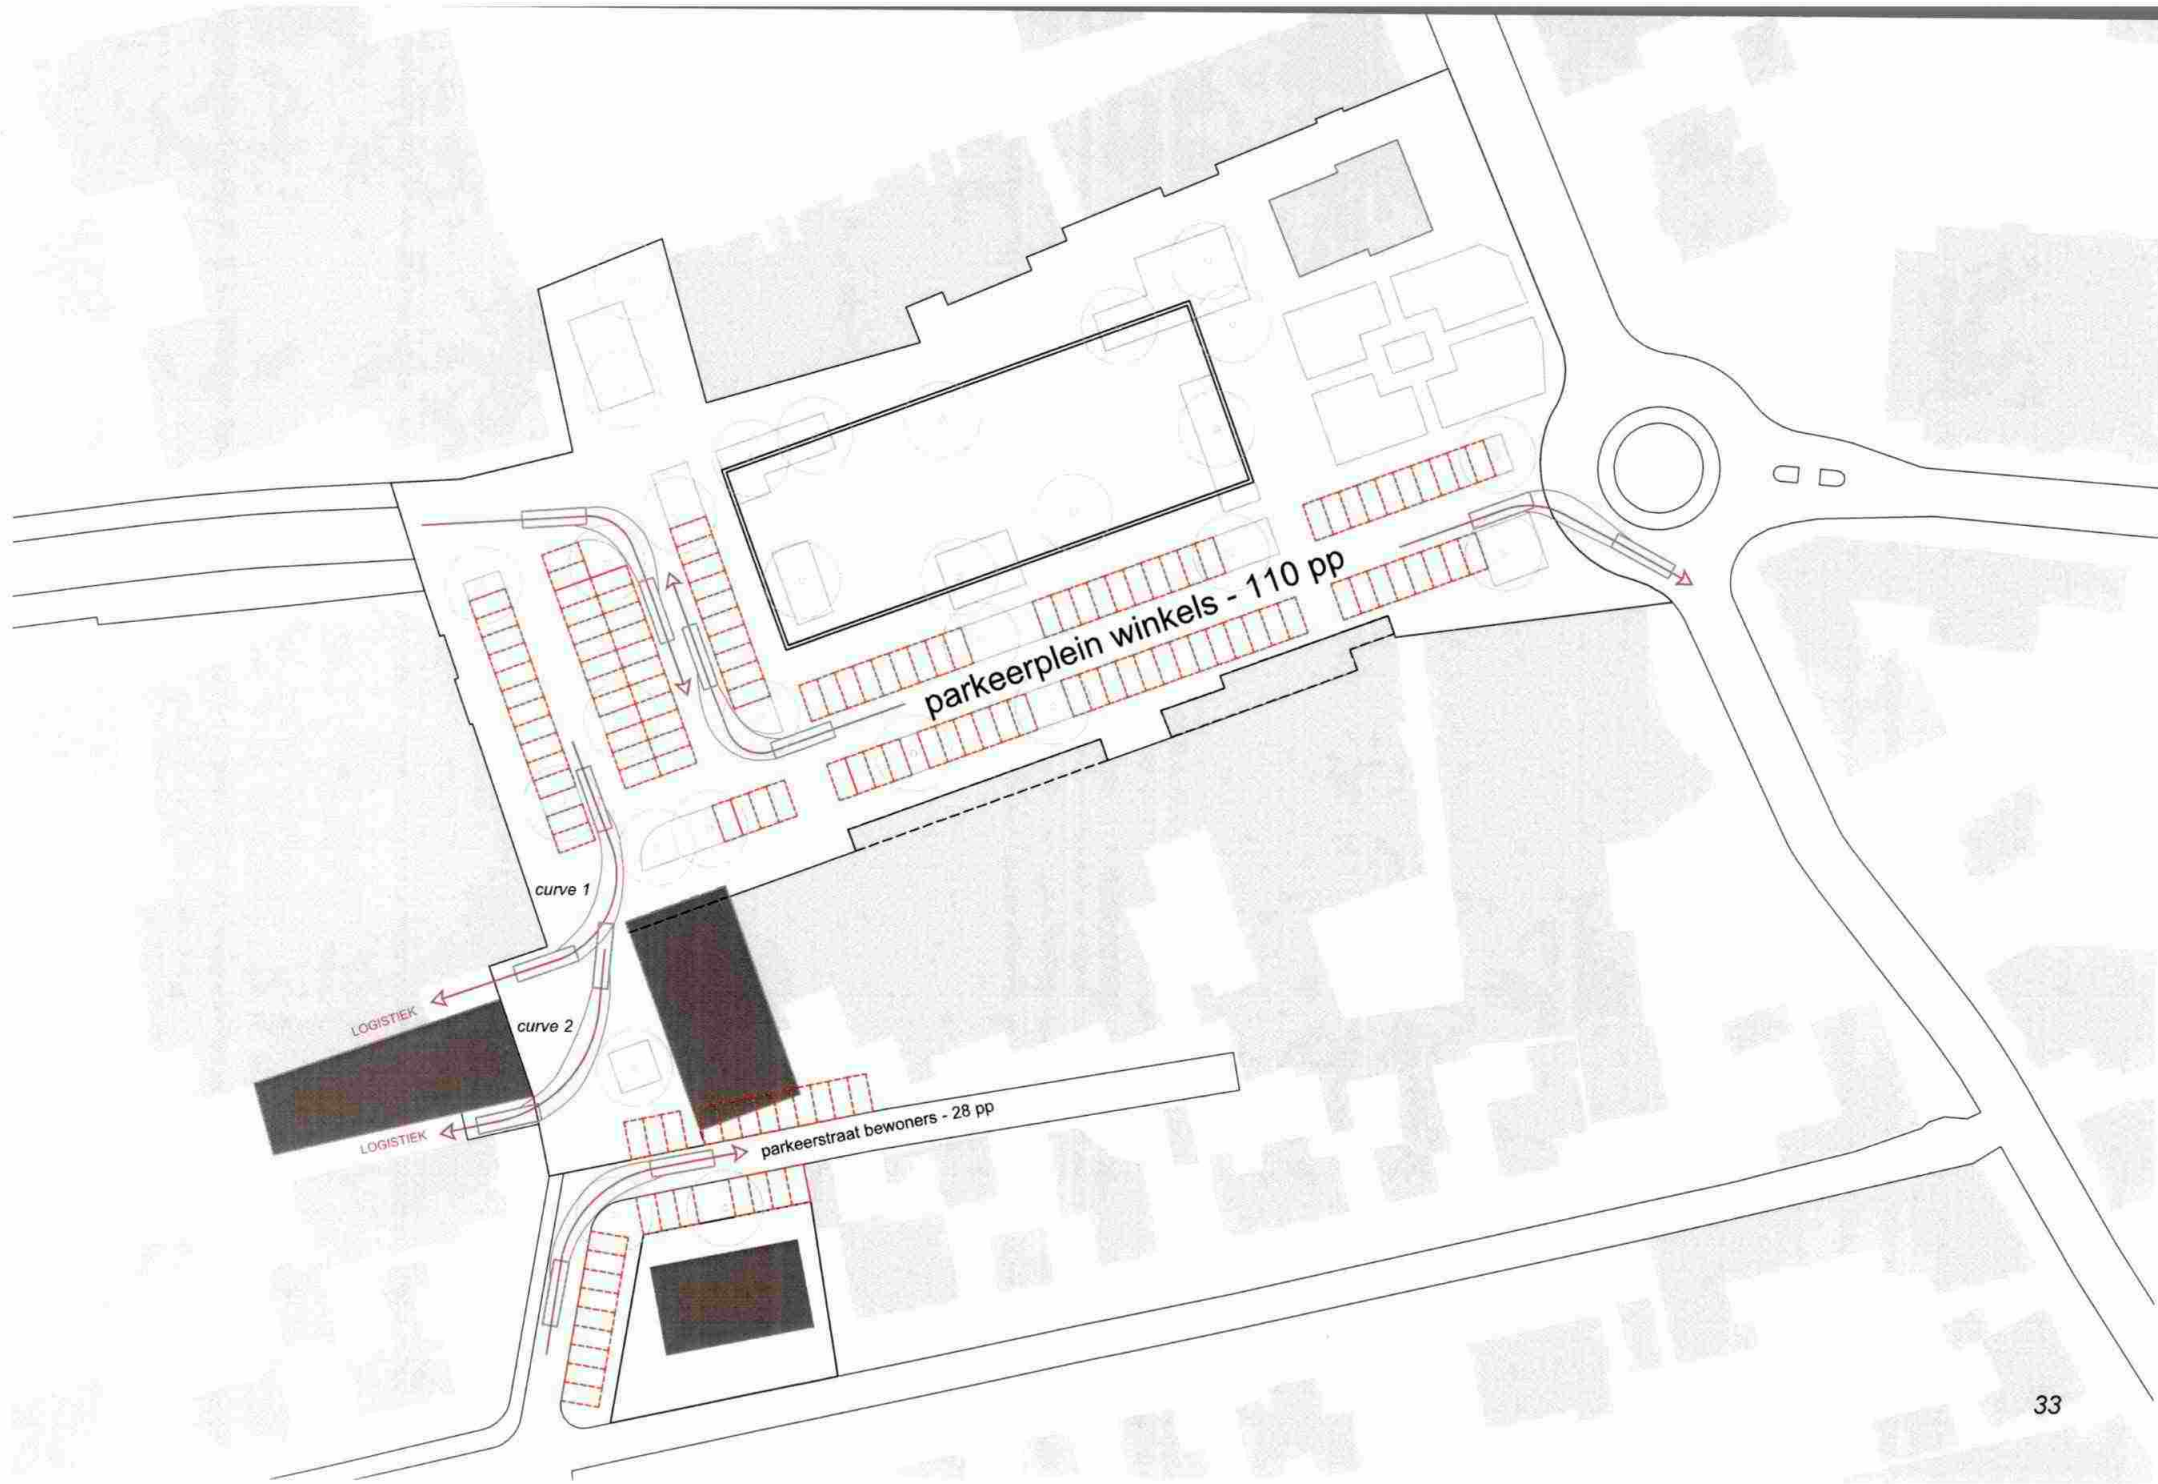 parkeerplein winkels - 110 pp
curve 1
LOGISTIEK
curve 2
LOGISTIEK
parkeerstraat bewoners - 28 pp
33